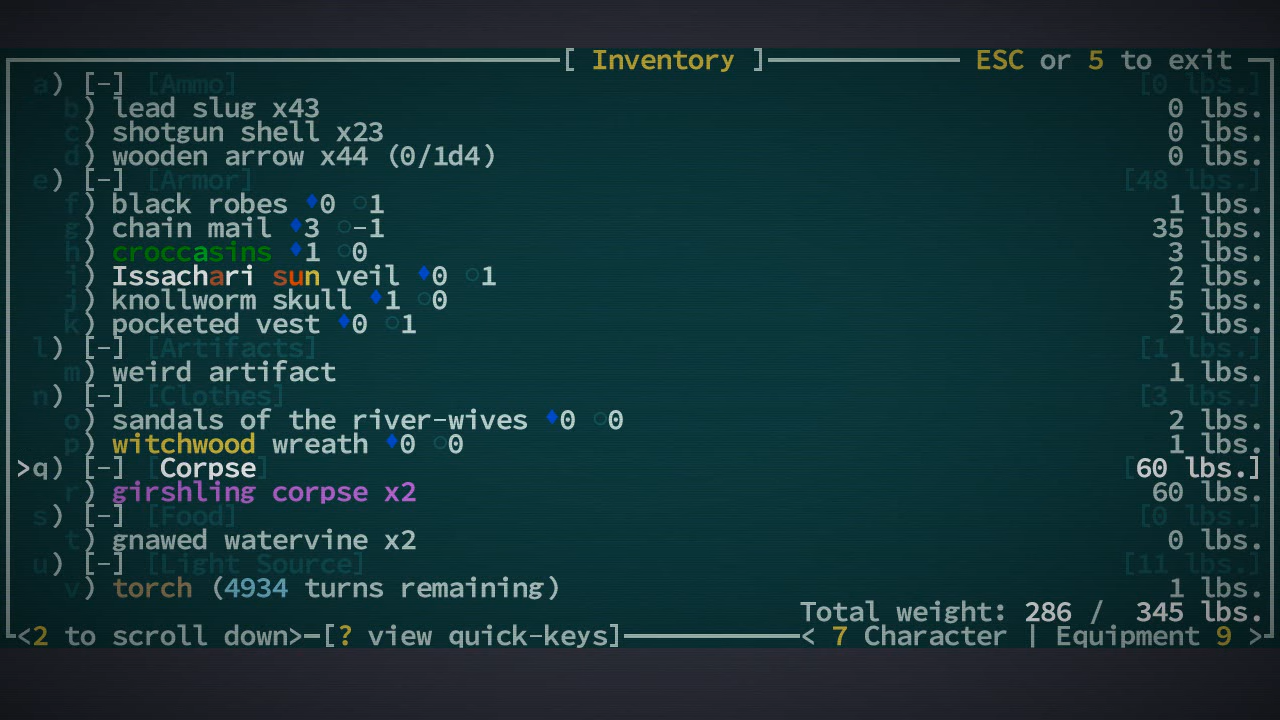 [ Inventory ] ESC or 5 to exit
a) [-] [Ammo] [0 lbs.]
b) lead slug x43 0 lbs.
c) shotgun shell x23 0 lbs.
d) wooden arrow x44 (0/1d4) 0 lbs.
e) [-] [Armor] [48 lbs.]
f) black robes ♦0 ○1 1 lbs.
g) chain mail ♦3 ○-1 35 lbs.
h) croccasins ♦1 ○0 3 lbs.
i) Issachari sun veil ♦0 ○1 2 lbs.
j) knollworm skull ♦1 ○0 5 lbs.
k) pocketed vest ♦0 ○1 2 lbs.
l) [-] [Artifacts] [1 lbs.]
m) weird artifact 1 lbs.
n) [-] [Clothes] [3 lbs.]
o) sandals of the river-wives ♦0 ○0 2 lbs.
p) witchwood wreath ♦0 ○0 1 lbs.
>q) [-] [Corpse] [60 lbs.]
r) girshling corpse x2 60 lbs.
s) [-] [Food] [0 lbs.]
t) gnawed watervine x2 0 lbs.
u) [-] [Light Source] [11 lbs.]
v) torch (4934 turns remaining) 1 lbs.
Total weight: 286 / 345 lbs.
<2 to scroll down> [? view quick-keys] < 7 Character | Equipment 9 >